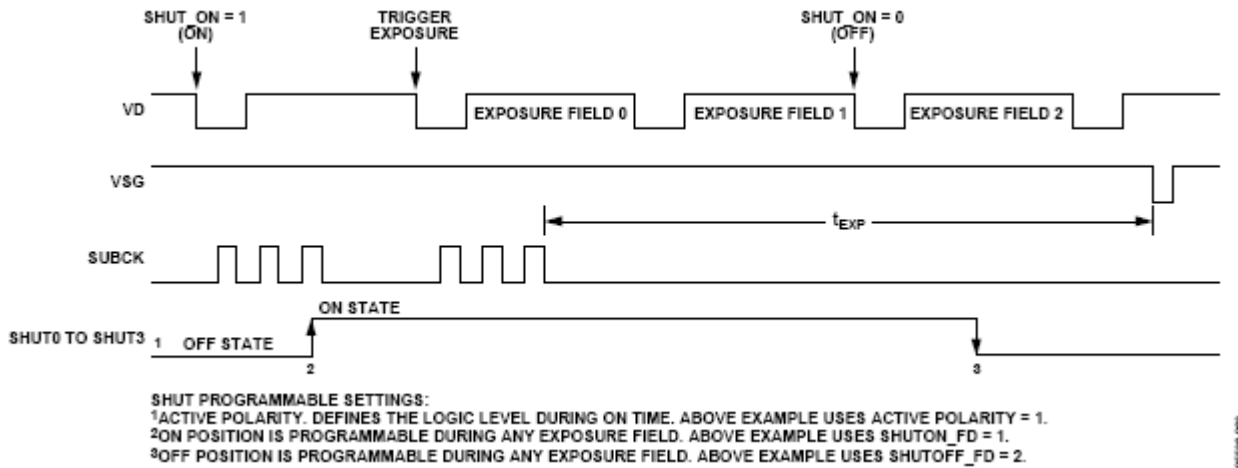 SHUT_ON = 1
(ON)
TRIGGER
EXPOSURE
SHUT_ON = 0
(OFF)
VD
EXPOSURE FIELD 0
EXPOSURE FIELD 1
EXPOSURE FIELD 2
VSG
tEXP
SUBCK
ON STATE
SHUT0 TO SHUT3
1
OFF STATE
2
3
SHUT PROGRAMMABLE SETTINGS:
1ACTIVE POLARITY. DEFINES THE LOGIC LEVEL DURING ON TIME. ABOVE EXAMPLE USES ACTIVE POLARITY = 1.
2ON POSITION IS PROGRAMMABLE DURING ANY EXPOSURE FIELD. ABOVE EXAMPLE USES SHUTON_FD = 1.
3OFF POSITION IS PROGRAMMABLE DURING ANY EXPOSURE FIELD. ABOVE EXAMPLE USES SHUTOFF_FD = 2.